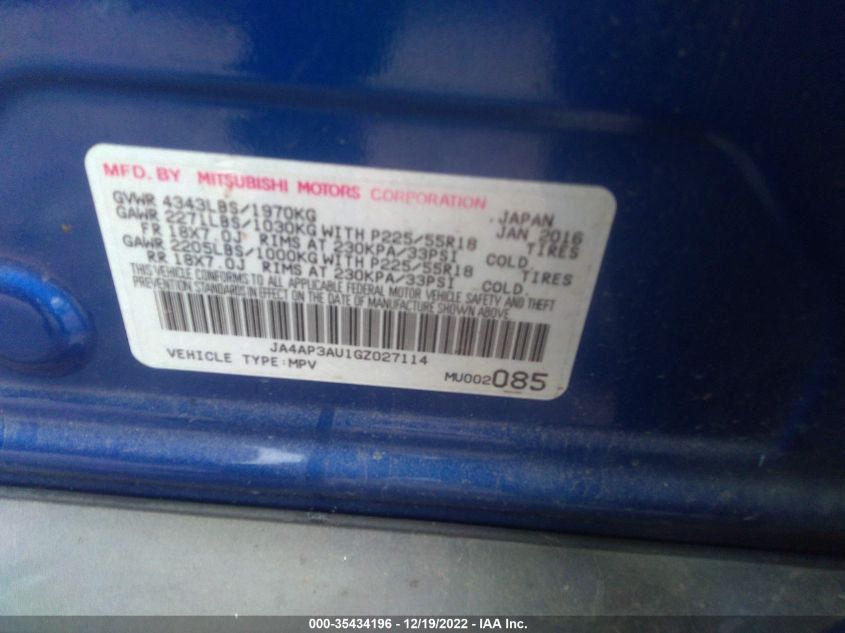 MFD. BY MITSUBISHI MOTORS CORPORATION
GVWR 4343LBS/1970KG JAPAN
GAWR 2271LBS/1030KG WITH P225/55R18 JAN 2016
FR 18X7.0J RIMS AT 230KPA/33PSI COLD. TIRES
GAWR 2205LBS/1000KG WITH P225/55R18 TIRES
RR 18X7.0J RIMS AT 230KPA/33PSI COLD.
THIS VEHICLE CONFORMS TO ALL APPLICABLE FEDERAL MOTOR VEHICLE SAFETY AND THEFT
PREVENTION STANDARDS IN EFFECT ON THE DATE OF MANUFACTURE SHOWN ABOVE
JA4AP3AU1GZ027114
VEHICLE TYPE:MPV MU002085
000-35434196 - 12/19/2022 - IAA Inc.